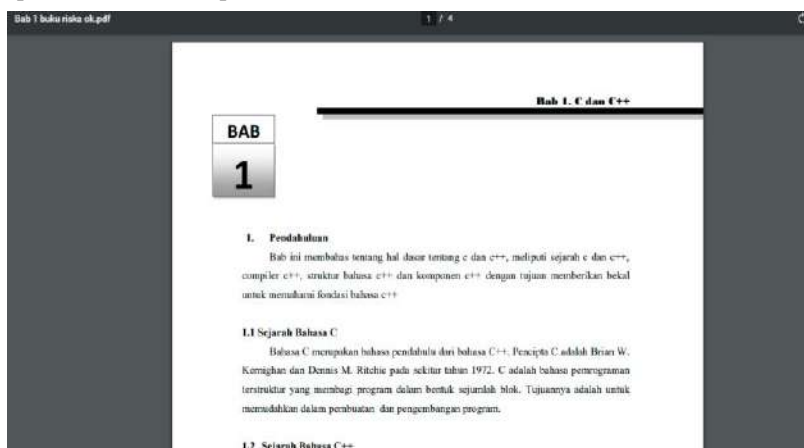 Bab 1 buku riska ok.pdf
1 / 4
Bab 1. C dan C++
BAB
1
1. Pendahuluan
Bab ini membahas tentang hal dasar tentang c dan c++, meliputi sejarah c dan c++,
compiler c++, struktur bahasa c++ dan komponen c++ dengan tujuan memberikan bekal
untuk memahami fondasi bahasa c++
1.1 Sejarah Bahasa C
Bahasa C merupakan bahasa pendahulu dari bahasa C++. Pencipta C adalah Brian W.
Kernighan dan Dennis M. Ritchie pada sekitar tahun 1972. C adalah bahasa pemrograman
terstruktur yang membagi program dalam bentuk sejumlah blok. Tujuannya adalah untuk
memudahkan dalam pembuatan dan pengembangan program.
1.2 Sejarah Bahasa C++